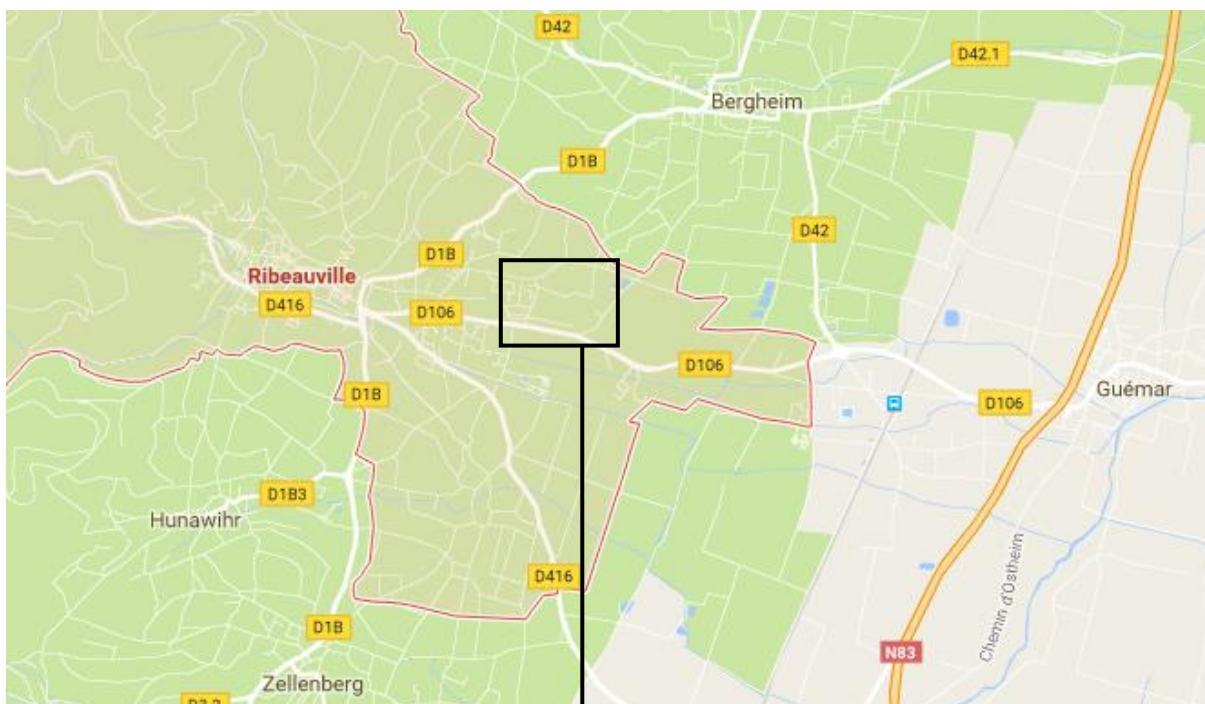 D42
D42.1
Bergheim
D1B
D42
D1B
Ribeauville
D416
D106
D106
Guémar
D1B
D106
D1B3
Hunawihr
Chemin d'Ostheim
D416
D1B
N83
Zellenberg